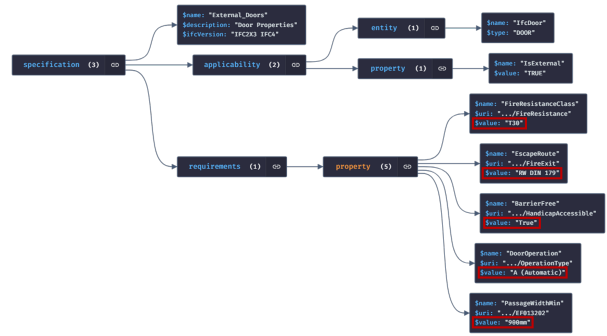 $name: "External_Doors"
$description: "Door Properties"
$ifcVersion: "IFC2X3 IFC4"
entity (1)
$name: "IfcDoor"
$type: "DOOR"
specification (3)
applicability (2)
property (1)
$name: "IsExternal"
$value: "TRUE"
$name: "FireResistanceClass"
$uri: ".../FireResistance"
$value: "T30"
requirements (1)
property (5)
$name: "EscapeRoute"
$uri: ".../FireExit"
$value: "RW DIN 179"
$name: "BarrierFree"
$uri: ".../HandicapAccessible"
$value: "True"
$name: "DoorOperation"
$uri: ".../OperationType"
$value: "A (Automatic)"
$name: "PassageWidthMin"
$uri: ".../EF013202"
$value: "900mm"